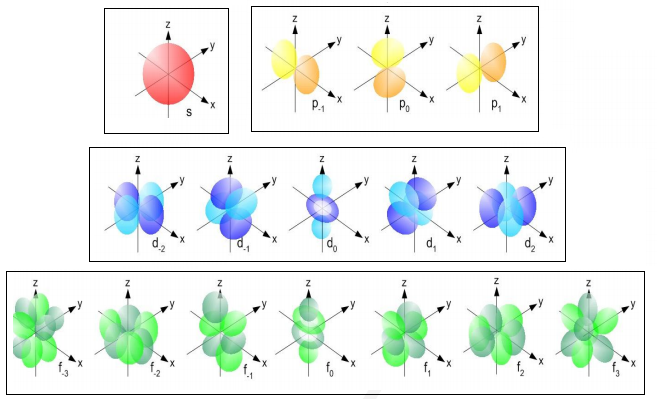 z y x s
z y x p-1
z y x p0
z y x p1
z y x d-2
z y x d-1
z y x d0
z y x d1
z y x d2
z y x f-3
z y x f-2
z y x f-1
z y x f0
z y x f1
z y x f2
z y x f3